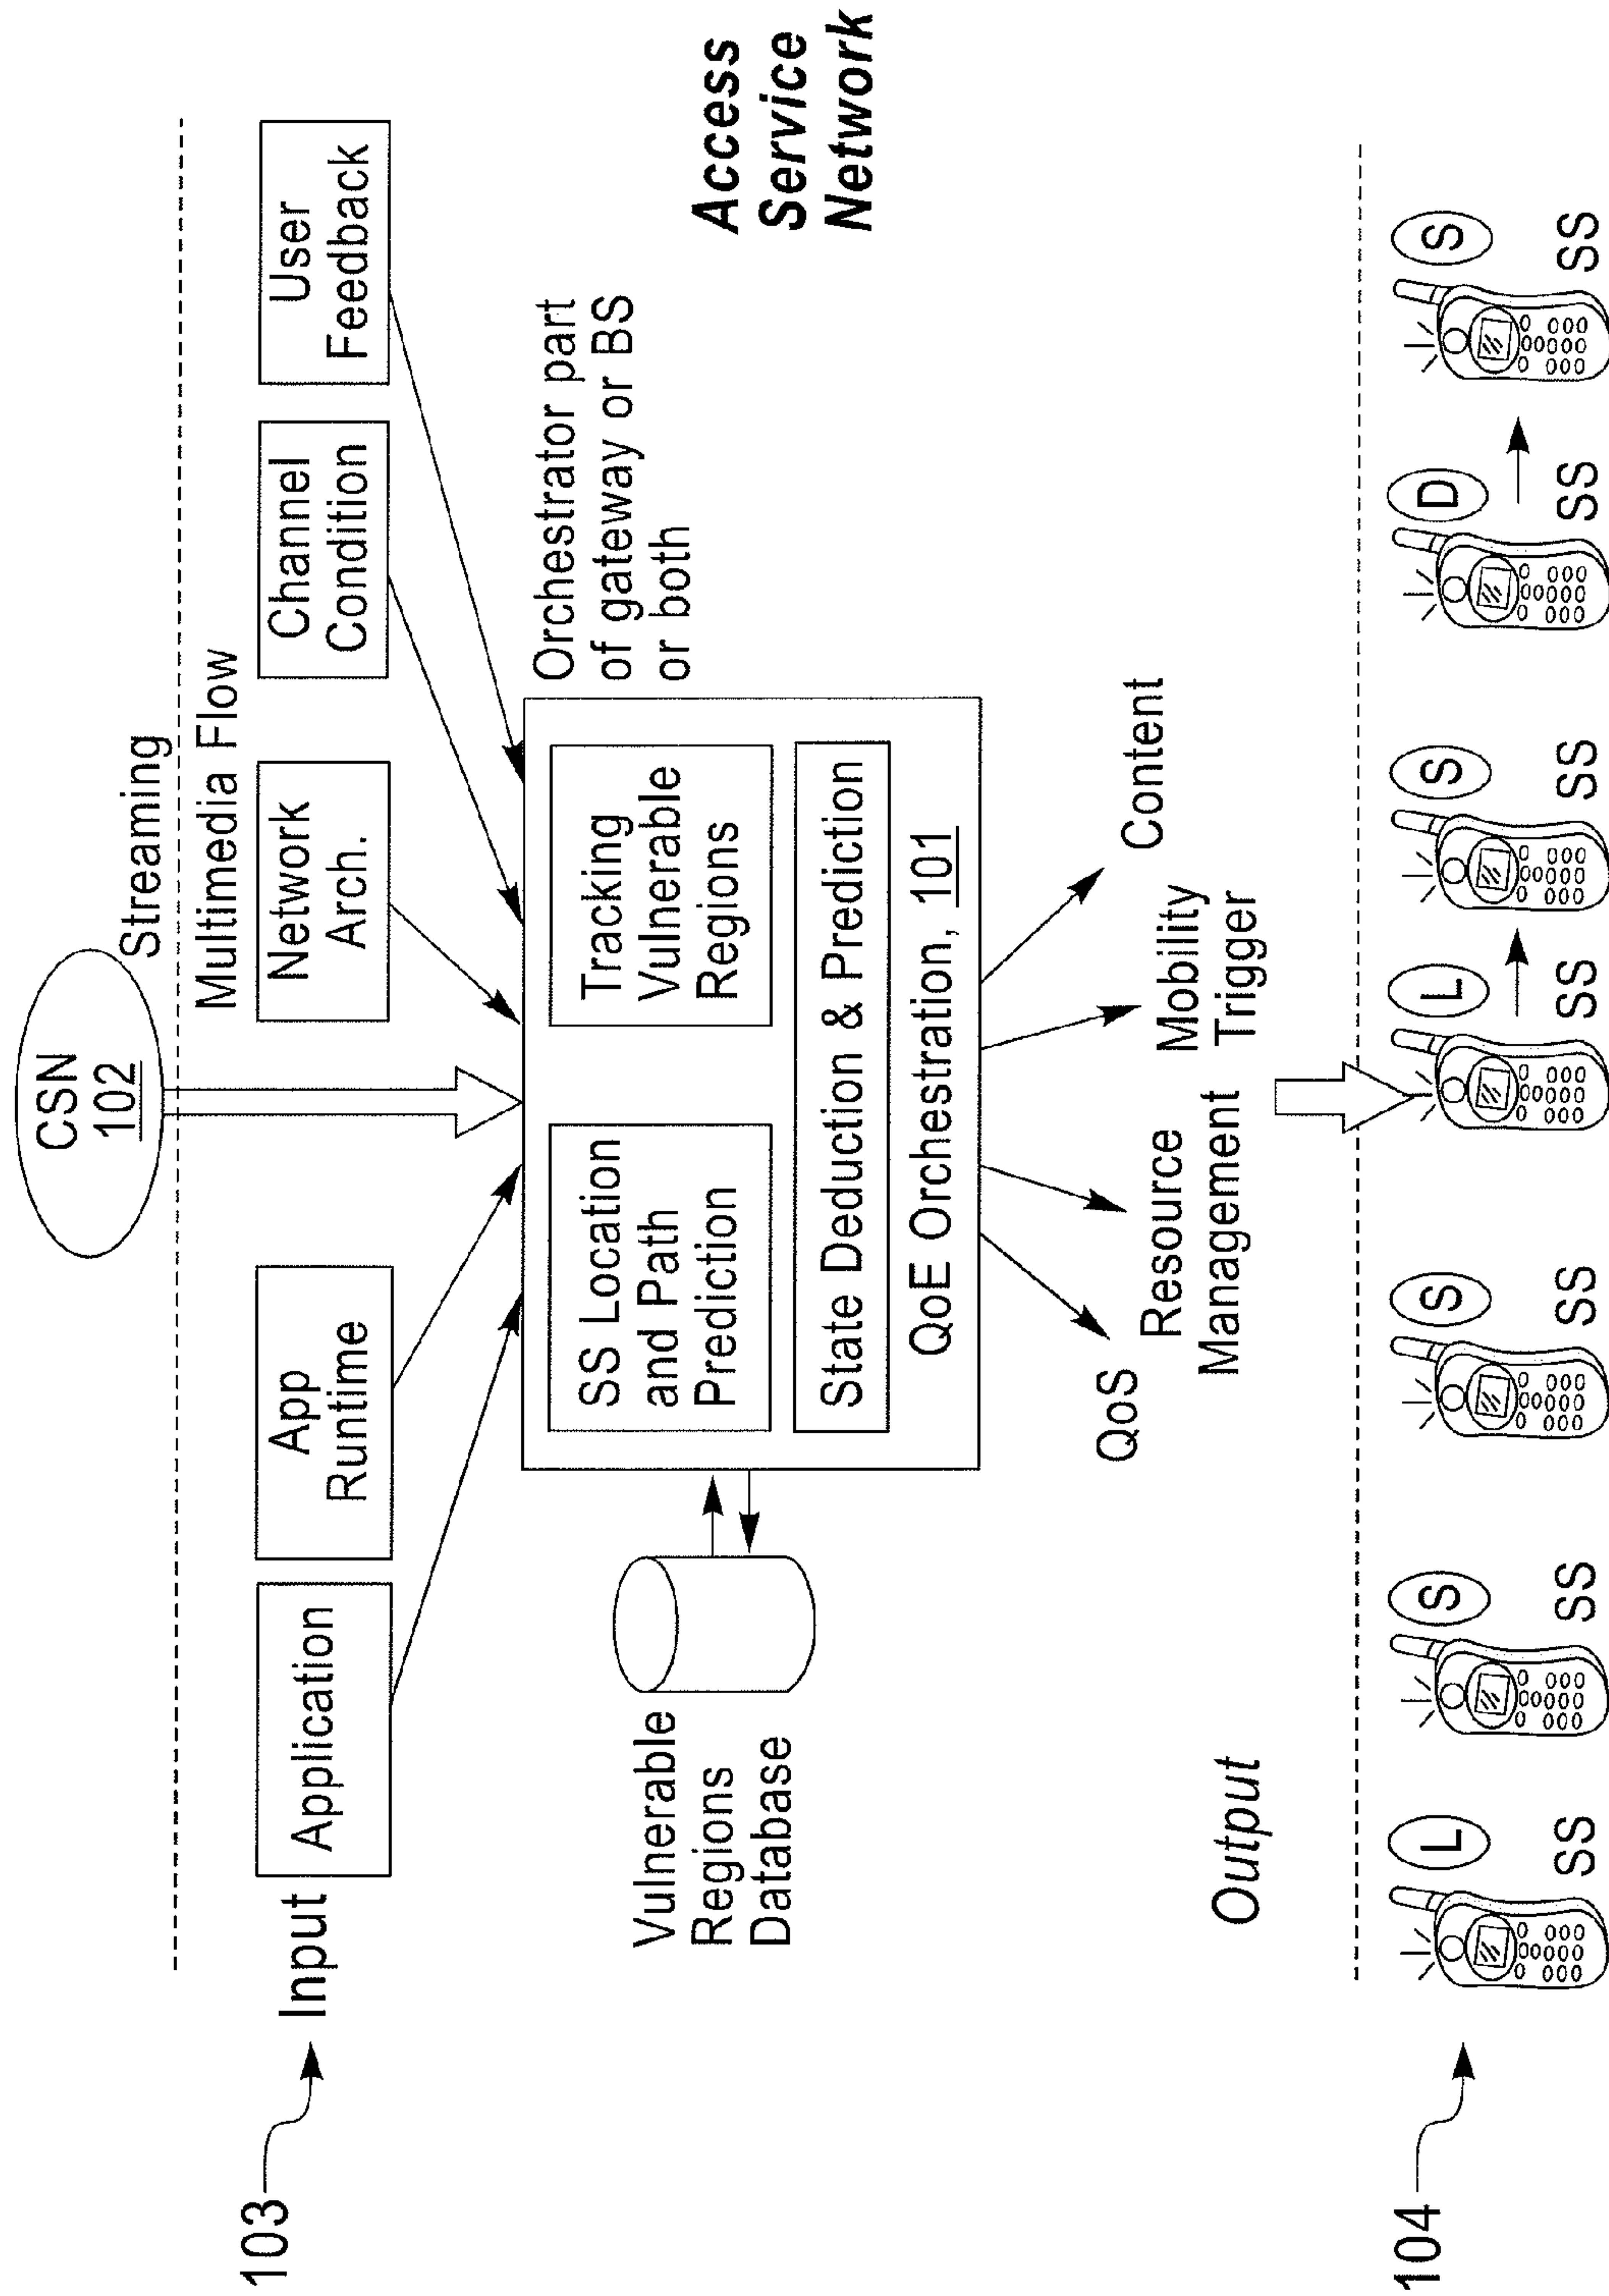 CSN
102
Streaming
Multimedia Flow
103
Input
Application
App
Runtime
Network
Arch.
Channel
Condition
User
Feedback
Vulnerable
Regions
Database
SS Location
and Path
Prediction
Tracking
Vulnerable
Regions
State Deduction & Prediction
QoE Orchestration, 101
Orchestrator part
of gateway or BS
or both
Access
Service
Network
QoS
Resource
Management
Mobility
Trigger
Content
Output
104
L
SS
S
SS
S
SS
L
SS
S
SS
D
SS
S
SS